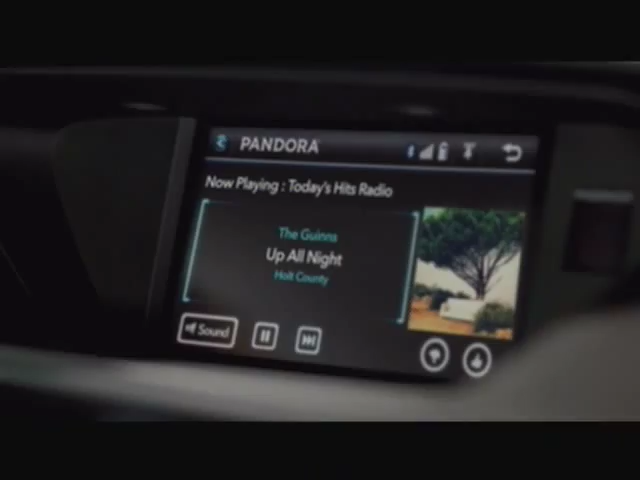 PANDORA
Now Playing : Today's Hits Radio
The Guinns
Up All Night
Holt County
Sound